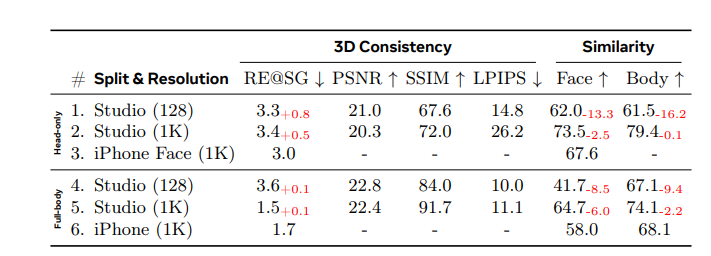 3D Consistency Similarity
# Split & Resolution RE@SG ↓ PSNR ↑ SSIM ↑ LPIPS ↓ Face ↑ Body ↑
Head-only
1. Studio (128) 3.3+0.8 21.0 67.6 14.8 62.0-13.3 61.5-16.2
2. Studio (1K) 3.4+0.5 20.3 72.0 26.2 73.5-2.5 79.4-0.1
3. iPhone Face (1K) 3.0 - - - 67.6 -
Full-body
4. Studio (128) 3.6+0.1 22.8 84.0 10.0 41.7-8.5 67.1-9.4
5. Studio (1K) 1.5+0.1 22.4 91.7 11.1 64.7-6.0 74.1-2.2
6. iPhone (1K) 1.7 - - - 58.0 68.1